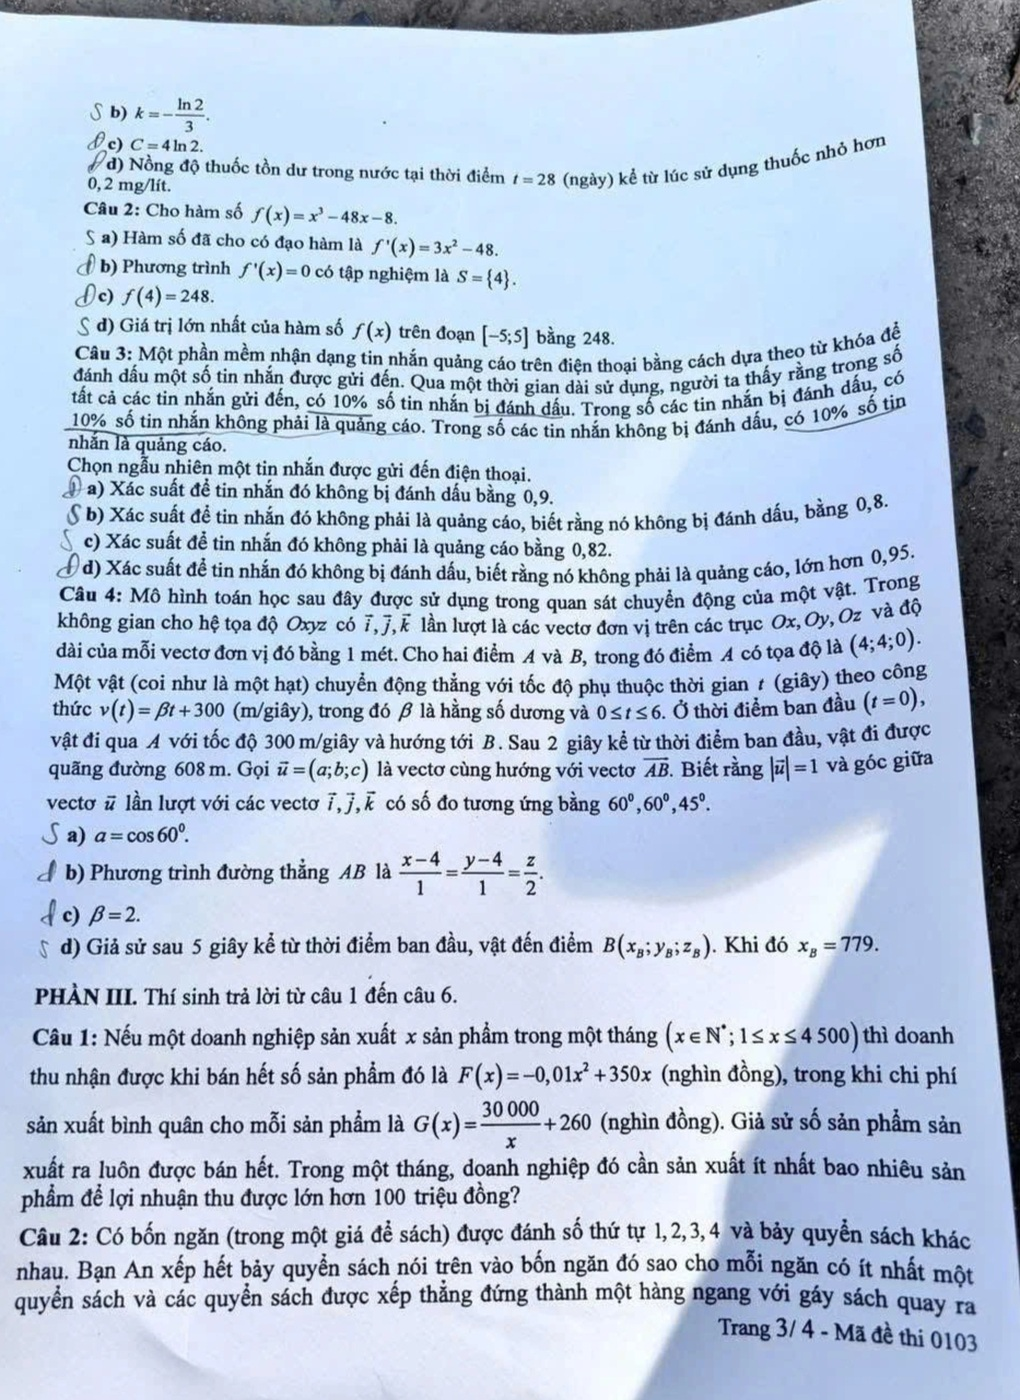 S b) k = -\frac{\ln 2}{3}.
Đ c) C = 4 ln 2.
Đ d) Nồng độ thuốc tồn dư trong nước tại thời điểm t = 28 (ngày) kể từ lúc sử dụng thuốc nhỏ hơn
0,2 mg/lít.
Câu 2: Cho hàm số f(x) = x³ − 48x − 8.
S a) Hàm số đã cho có đạo hàm là f'(x) = 3x² − 48.
Đ b) Phương trình f'(x) = 0 có tập nghiệm là S = {4}.
Đ c) f(4) = 248.
S d) Giá trị lớn nhất của hàm số f(x) trên đoạn [−5;5] bằng 248.
Câu 3: Một phần mềm nhận dạng tin nhắn quảng cáo trên điện thoại bằng cách dựa theo từ khóa để
đánh dấu một số tin nhắn được gửi đến. Qua một thời gian dài sử dụng, người ta thấy rằng trong số
tất cả các tin nhắn gửi đến, có 10% số tin nhắn bị đánh dấu. Trong số các tin nhắn bị đánh dấu, có
10% số tin nhắn không phải là quảng cáo. Trong số các tin nhắn không bị đánh dấu, có 10% số tin
nhắn là quảng cáo.
Chọn ngẫu nhiên một tin nhắn được gửi đến điện thoại.
Đ a) Xác suất để tin nhắn đó không bị đánh dấu bằng 0,9.
S b) Xác suất để tin nhắn đó không phải là quảng cáo, biết rằng nó không bị đánh dấu, bằng 0,8.
S c) Xác suất để tin nhắn đó không phải là quảng cáo bằng 0,82.
Đ d) Xác suất để tin nhắn đó không bị đánh dấu, biết rằng nó không phải là quảng cáo, lớn hơn 0,95.
Câu 4: Mô hình toán học sau đây được sử dụng trong quan sát chuyển động của một vật. Trong
không gian cho hệ tọa độ Oxyz có \vec{i}, \vec{j}, \vec{k} lần lượt là các vectơ đơn vị trên các trục Ox, Oy, Oz và độ
dài của mỗi vectơ đơn vị đó bằng 1 mét. Cho hai điểm A và B, trong đó điểm A có tọa độ là (4;4;0).
Một vật (coi như là một hạt) chuyển động thẳng với tốc độ phụ thuộc thời gian t (giây) theo công
thức v(t) = βt + 300 (m/giây), trong đó β là hằng số dương và 0 ≤ t ≤ 6. Ở thời điểm ban đầu (t = 0),
vật đi qua A với tốc độ 300 m/giây và hướng tới B. Sau 2 giây kể từ thời điểm ban đầu, vật đi được
quãng đường 608 m. Gọi \vec{u} = (a;b;c) là vectơ cùng hướng với vectơ \overrightarrow{AB}. Biết rằng |\vec{u}| = 1 và góc giữa
vectơ \vec{u} lần lượt với các vectơ \vec{i}, \vec{j}, \vec{k} có số đo tương ứng bằng 60⁰, 60⁰, 45⁰.
S a) a = cos 60⁰.
Đ b) Phương trình đường thẳng AB là \frac{x-4}{1} = \frac{y-4}{1} = \frac{z}{2}.
Đ c) β = 2.
S d) Giả sử sau 5 giây kể từ thời điểm ban đầu, vật đến điểm B(x_B; y_B; z_B). Khi đó x_B = 779.
PHẦN III. Thí sinh trả lời từ câu 1 đến câu 6.
Câu 1: Nếu một doanh nghiệp sản xuất x sản phẩm trong một tháng (x ∈ ℕ*; 1 ≤ x ≤ 4 500) thì doanh
thu nhận được khi bán hết số sản phẩm đó là F(x) = −0,01x² + 350x (nghìn đồng), trong khi chi phí
sản xuất bình quân cho mỗi sản phẩm là G(x) = \frac{30 000}{x} + 260 (nghìn đồng). Giả sử số sản phẩm sản
xuất ra luôn được bán hết. Trong một tháng, doanh nghiệp đó cần sản xuất ít nhất bao nhiêu sản
phẩm để lợi nhuận thu được lớn hơn 100 triệu đồng?
Câu 2: Có bốn ngăn (trong một giá để sách) được đánh số thứ tự 1, 2, 3, 4 và bảy quyển sách khác
nhau. Bạn An xếp hết bảy quyển sách nói trên vào bốn ngăn đó sao cho mỗi ngăn có ít nhất một
quyển sách và các quyển sách được xếp thẳng đứng thành một hàng ngang với gáy sách quay ra
Trang 3/ 4 - Mã đề thi 0103